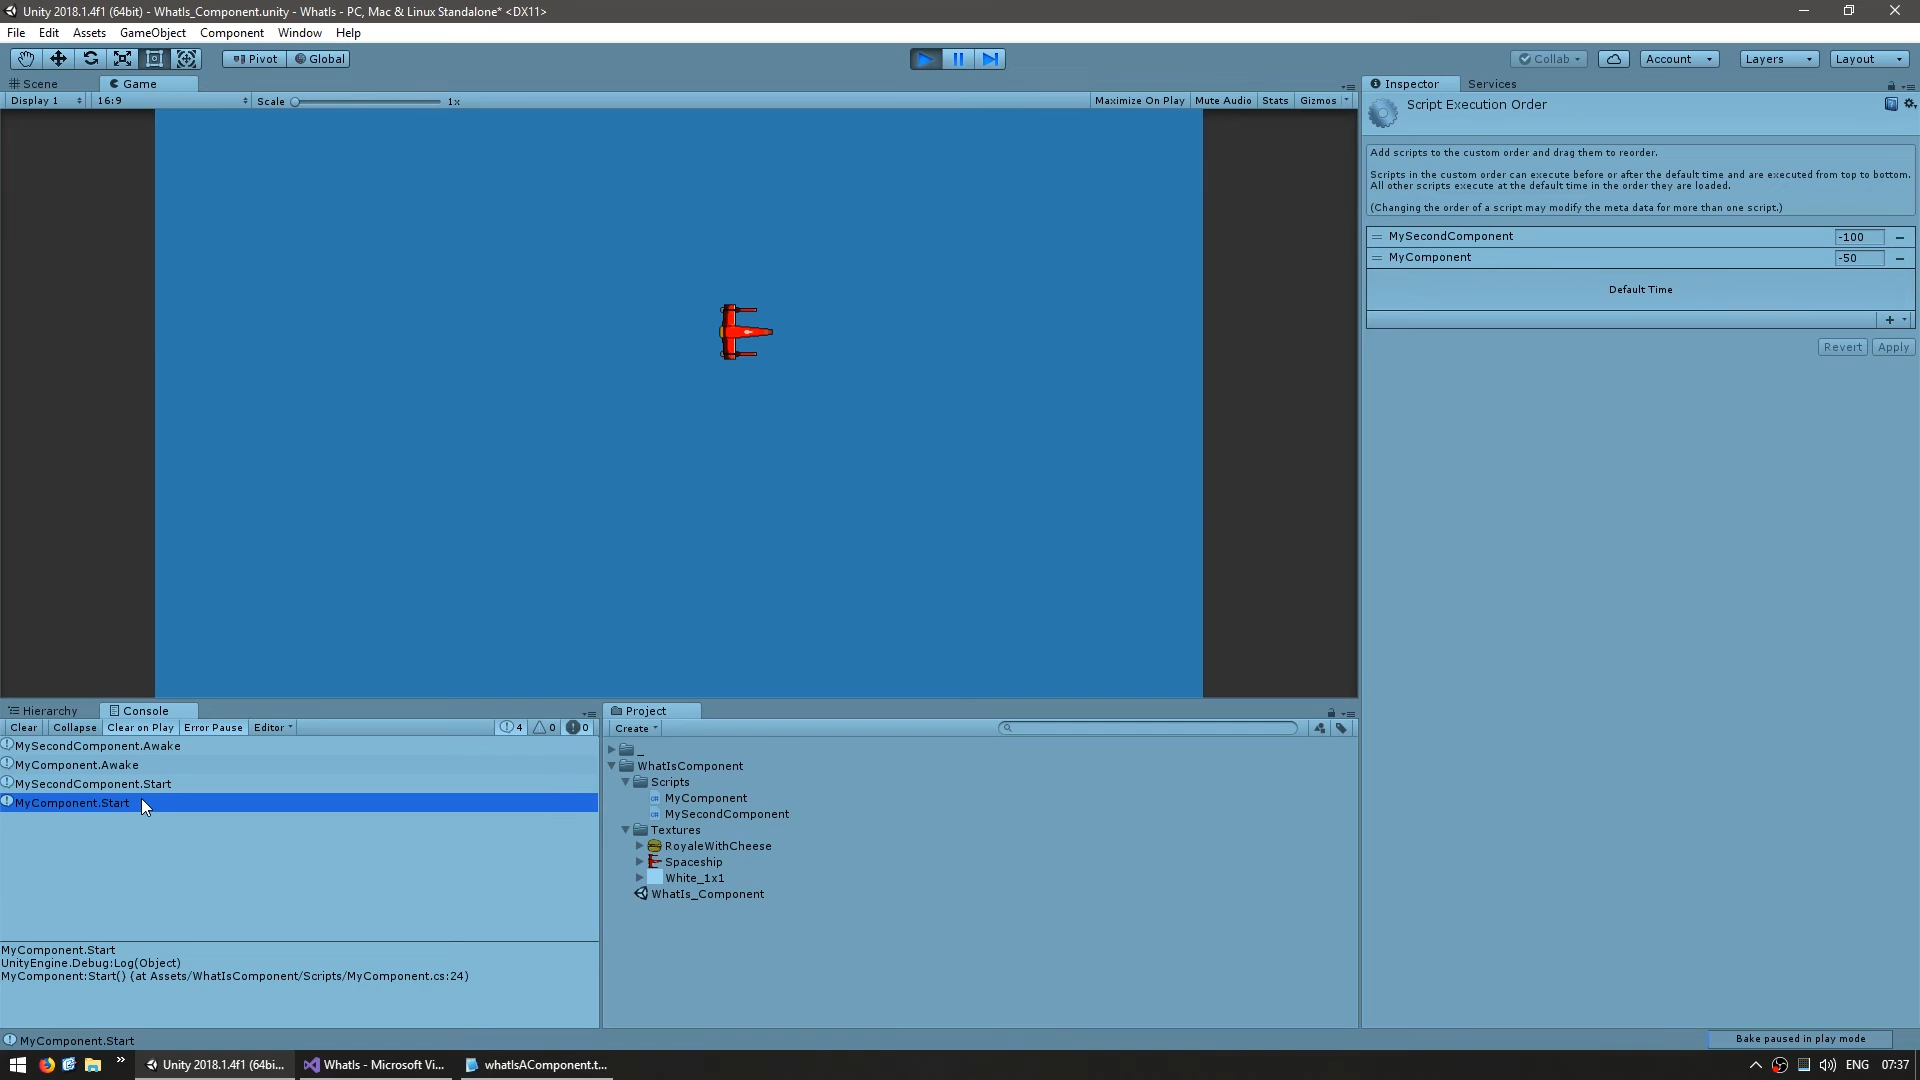 Unity 2018.1.4f1 (64bit) - WhatIs_Component.unity - WhatIs - PC, Mac & Linux Standalone* <DX11>
File Edit Assets GameObject Component Window Help
Pivot Global Collab Account Layers Layout
Scene Game
Display 1 16:9 Scale 1x Maximize On Play Mute Audio Stats Gizmos
Inspector Services
Script Execution Order
Add scripts to the custom order and drag them to reorder.
Scripts in the custom order can execute before or after the default time and are executed from top to bottom.
All other scripts execute at the default time in the order they are loaded.
(Changing the order of a script may modify the meta data for more than one script.)
MySecondComponent -100
MyComponent -50
Default Time
Revert Apply
Hierarchy Console
Clear Collapse Clear on Play Error Pause Editor 4 0 0
MySecondComponent.Awake
MyComponent.Awake
MySecondComponent.Start
MyComponent.Start
MyComponent.Start
UnityEngine.Debug:Log(Object)
MyComponent:Start() (at Assets/WhatIsComponent/Scripts/MyComponent.cs:24)
Project
Create
_
WhatIsComponent
Scripts
MyComponent
MySecondComponent
Textures
RoyaleWithCheese
Spaceship
White_1x1
WhatIs_Component
MyComponent.Start
Bake paused in play mode
Unity 2018.1.4f1 (64bi... WhatIs - Microsoft Vi... whatIsAComponent.t... ENG 07:37